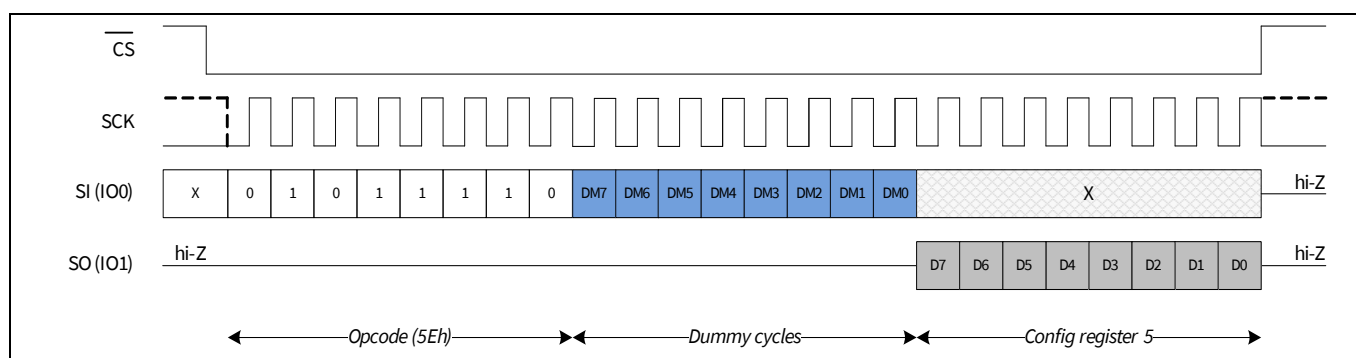 CS
SCK
SI (IO0) X 0 1 0 1 1 1 1 0 DM7 DM6 DM5 DM4 DM3 DM2 DM1 DM0 X hi-Z
hi-Z
SO (IO1) D7 D6 D5 D4 D3 D2 D1 D0 hi-Z
Opcode (5Eh) Dummy cycles Config register 5